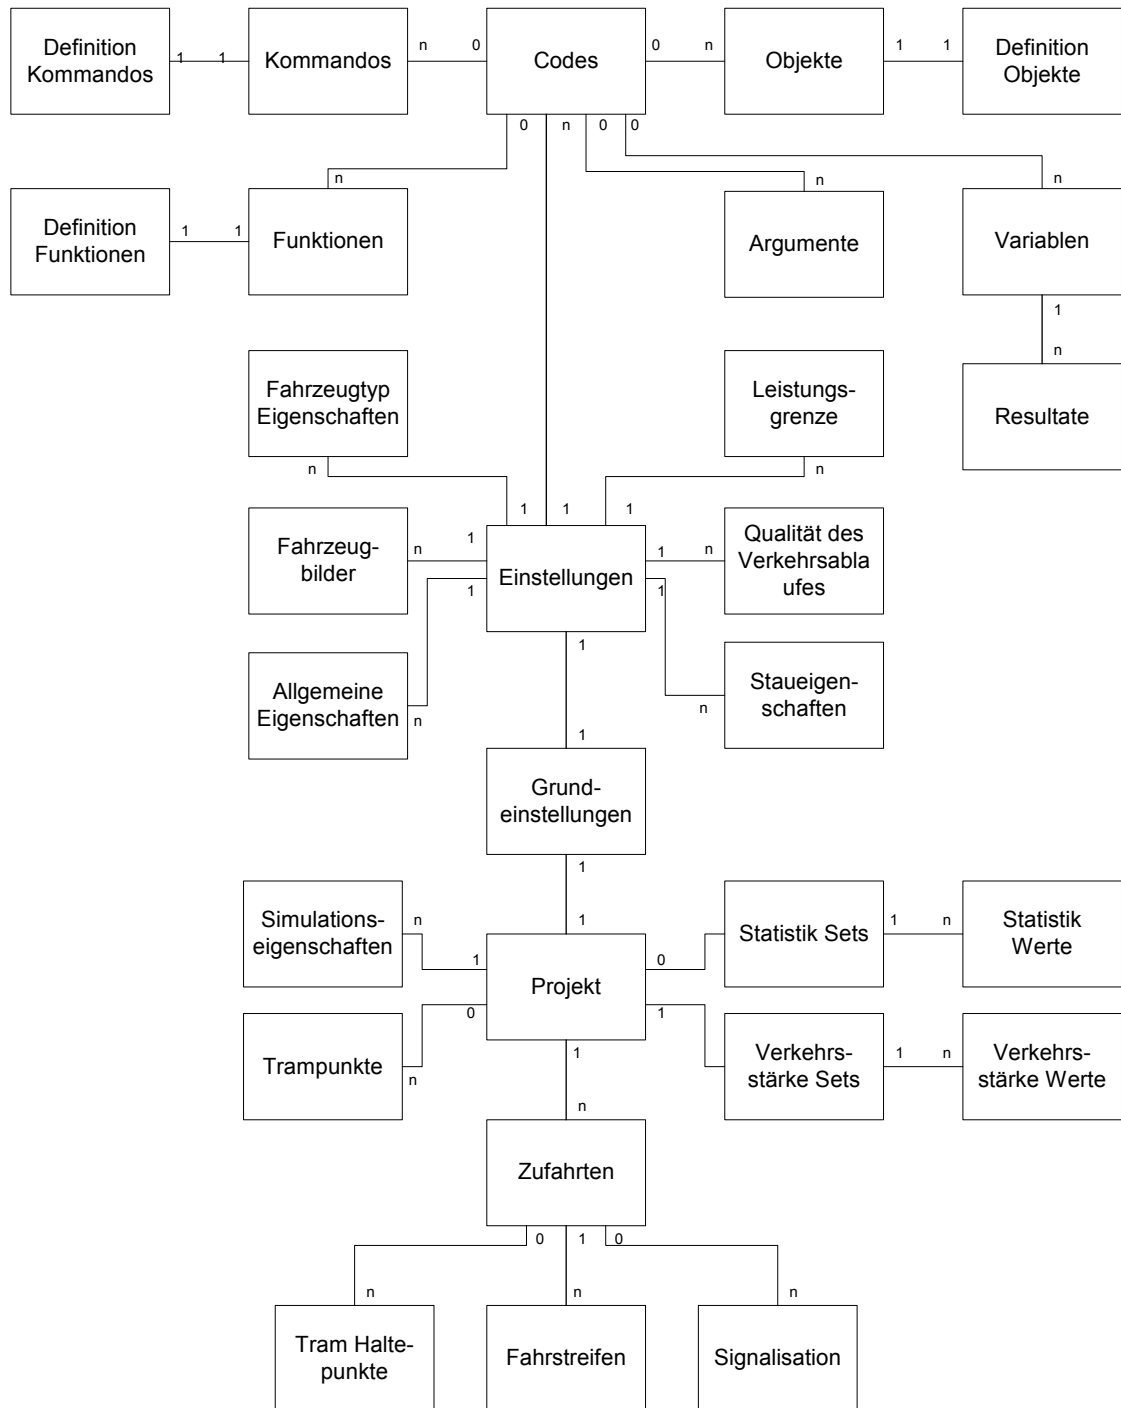 Definition
Kommandos
1
1
Kommandos
n
0
Codes
0
n
Objekte
1
1
Definition
Objekte
0
n
0
0
n
n
n
Definition
Funktionen
1
1
Funktionen
Argumente
Variablen
1
n
Resultate
Fahrzeugtyp
Eigenschaften
n
Leistungs-
grenze
n
1
1
1
Fahrzeug-
bilder
n
1
1
Einstellungen
1
1
n
Qualität des
Verkehrsabla
ufes
Allgemeine
Eigenschaften
n
1
n
Staueigen-
schaften
1
Grund-
einstellungen
1
1
Simulations-
eigenschaften
n
1
Projekt
0
Statistik Sets
1
n
Statistik
Werte
Trampunkte
n
0
1
1
Verkehrs-
stärke Sets
1
n
Verkehrs-
stärke Werte
n
Zufahrten
0
1
0
n
n
n
Tram Halte-
punkte
Fahrstreifen
Signalisation